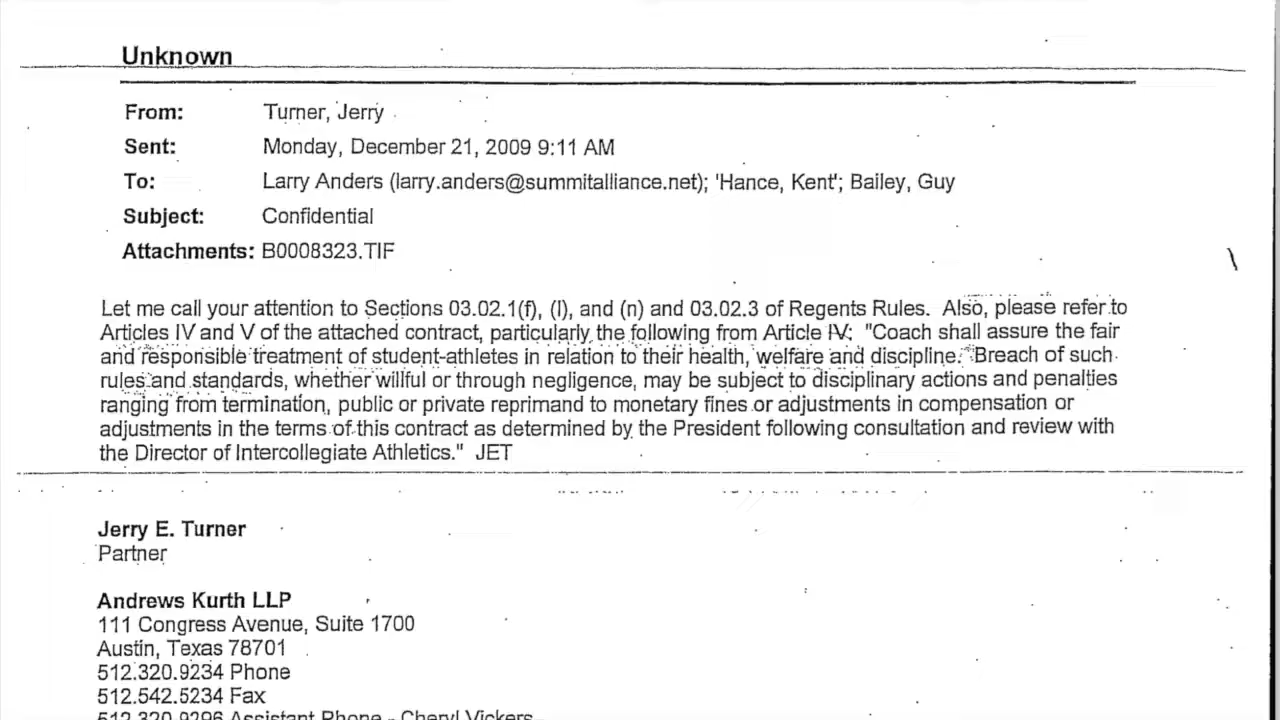 Unknown
From: Turner, Jerry
Sent: Monday, December 21, 2009 9:11 AM
To: Larry Anders (larry.anders@summitalliance.net); 'Hance, Kent'; Bailey, Guy
Subject: Confidential
Attachments: B0008323.TIF
Let me call your attention to Sections 03.02.1(f), (l), and (n) and 03.02.3 of Regents Rules. Also, please refer to
Articles IV and V of the attached contract, particularly the following from Article IV: "Coach shall assure the fair
and responsible treatment of student-athletes in relation to their health, welfare and discipline. Breach of such
rules and standards, whether willful or through negligence, may be subject to disciplinary actions and penalties
ranging from termination, public or private reprimand to monetary fines or adjustments in compensation or
adjustments in the terms of this contract as determined by the President following consultation and review with
the Director of Intercollegiate Athletics." JET
Jerry E. Turner
Partner
Andrews Kurth LLP
111 Congress Avenue, Suite 1700
Austin, Texas 78701
512.320.9234 Phone
512.542.5234 Fax
512.320.9296 Assistant Phone - Cheryl Vickers